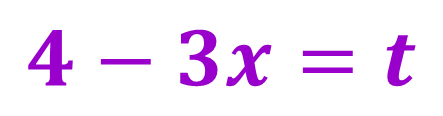 4 − 3x = t